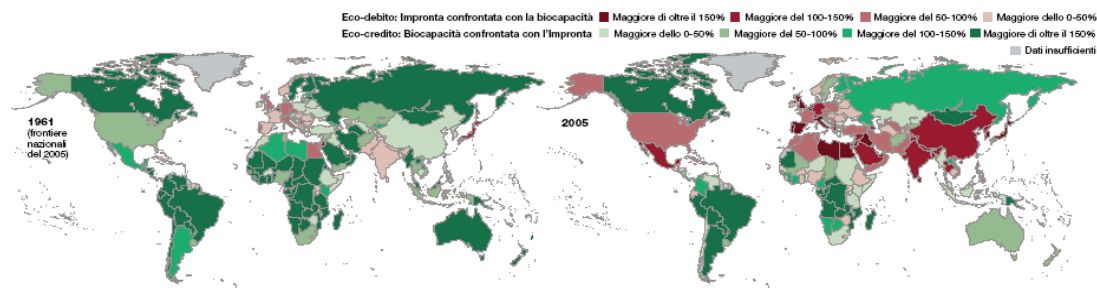 Eco-debito: Impronta confrontata con la biocapacità Maggiore di oltre il 150% Maggiore del 100-150% Maggiore del 50-100% Maggiore dello 0-50%
Eco-credito: Biocapacità confrontata con l'Impronta Maggiore dello 0-50% Maggiore del 50-100% Maggiore del 100-150% Maggiore di oltre il 150%
Dati insufficienti
1961
(frontiere
nazionali
del 2005)
2005